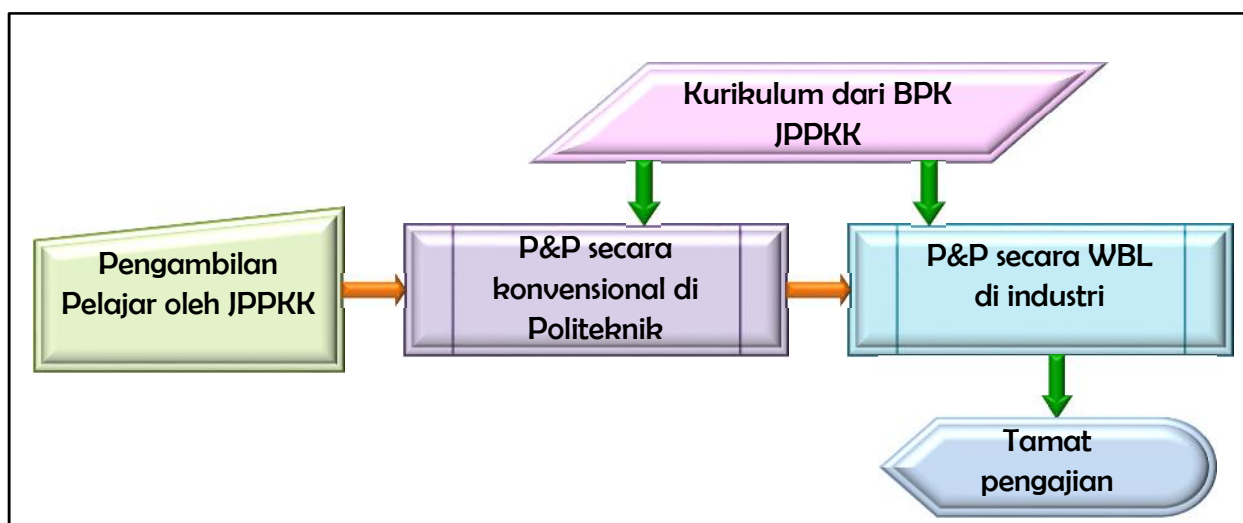 Kurikulum dari BPK
JPPKK
Pengambilan
Pelajar oleh JPPKK
P&P secara
konvensional di
Politeknik
P&P secara WBL
di industri
Tamat
pengajian